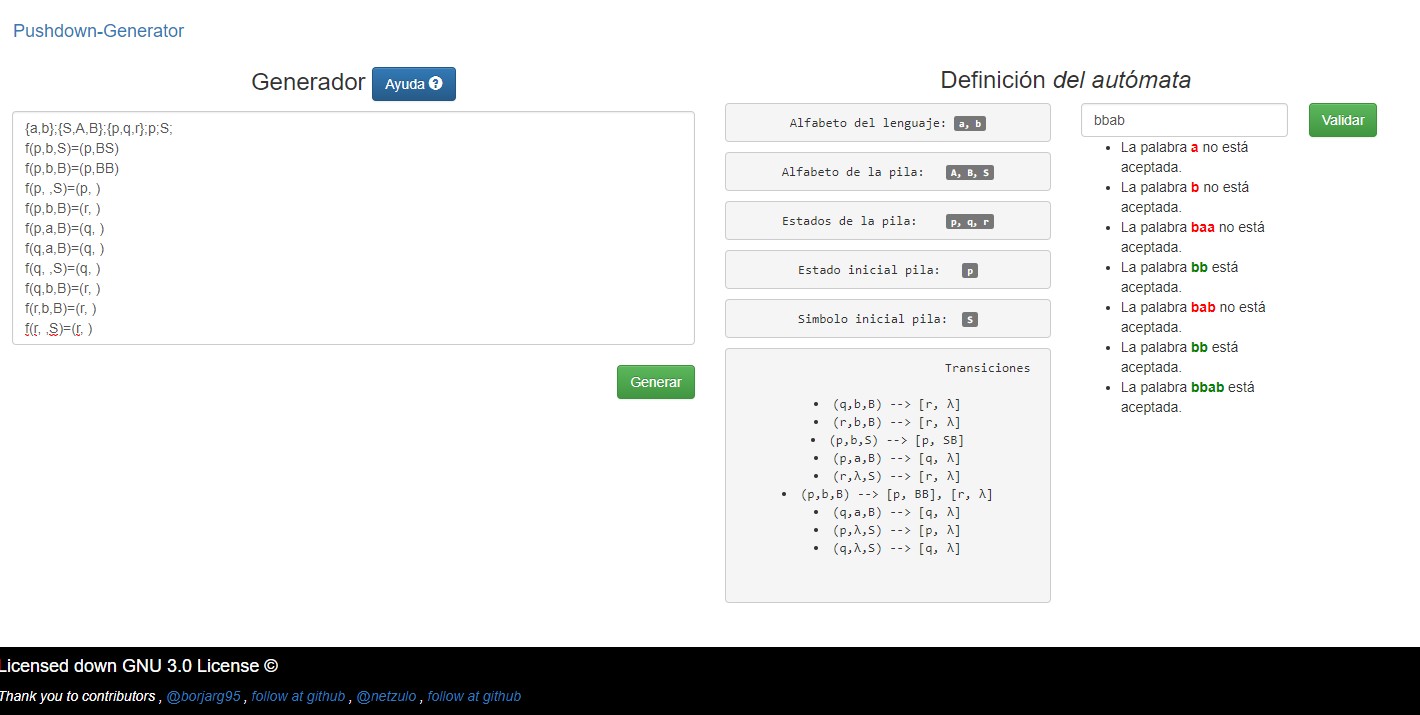 Pushdown-Generator
Generador Ayuda
{a,b};{S,A,B};{p,q,r};p;S;
f(p,b,S)=(p,BS)
f(p,b,B)=(p,BB)
f(p, ,S)=(p, )
f(p,b,B)=(r, )
f(p,a,B)=(q, )
f(q,a,B)=(q, )
f(q, ,S)=(q, )
f(q,b,B)=(r, )
f(r,b,B)=(r, )
f(r, ,S)=(r, )
Generar
Definición del autómata
Alfabeto del lenguaje: a, b
Alfabeto de la pila: A, B, S
Estados de la pila: p, q, r
Estado inicial pila: p
Simbolo inicial pila: S
Transiciones
(q,b,B) --> [r, λ]
(r,b,B) --> [r, λ]
(p,b,S) --> [p, SB]
(p,a,B) --> [q, λ]
(r,λ,S) --> [r, λ]
(p,b,B) --> [p, BB], [r, λ]
(q,a,B) --> [q, λ]
(p,λ,S) --> [p, λ]
(q,λ,S) --> [q, λ]
bbab
Validar
La palabra a no está
aceptada.
La palabra b no está
aceptada.
La palabra baa no está
aceptada.
La palabra bb está
aceptada.
La palabra bab no está
aceptada.
La palabra bb está
aceptada.
La palabra bbab está
aceptada.
Licensed down GNU 3.0 License ©
Thank you to contributors , @borjarg95 , follow at github , @netzulo , follow at github